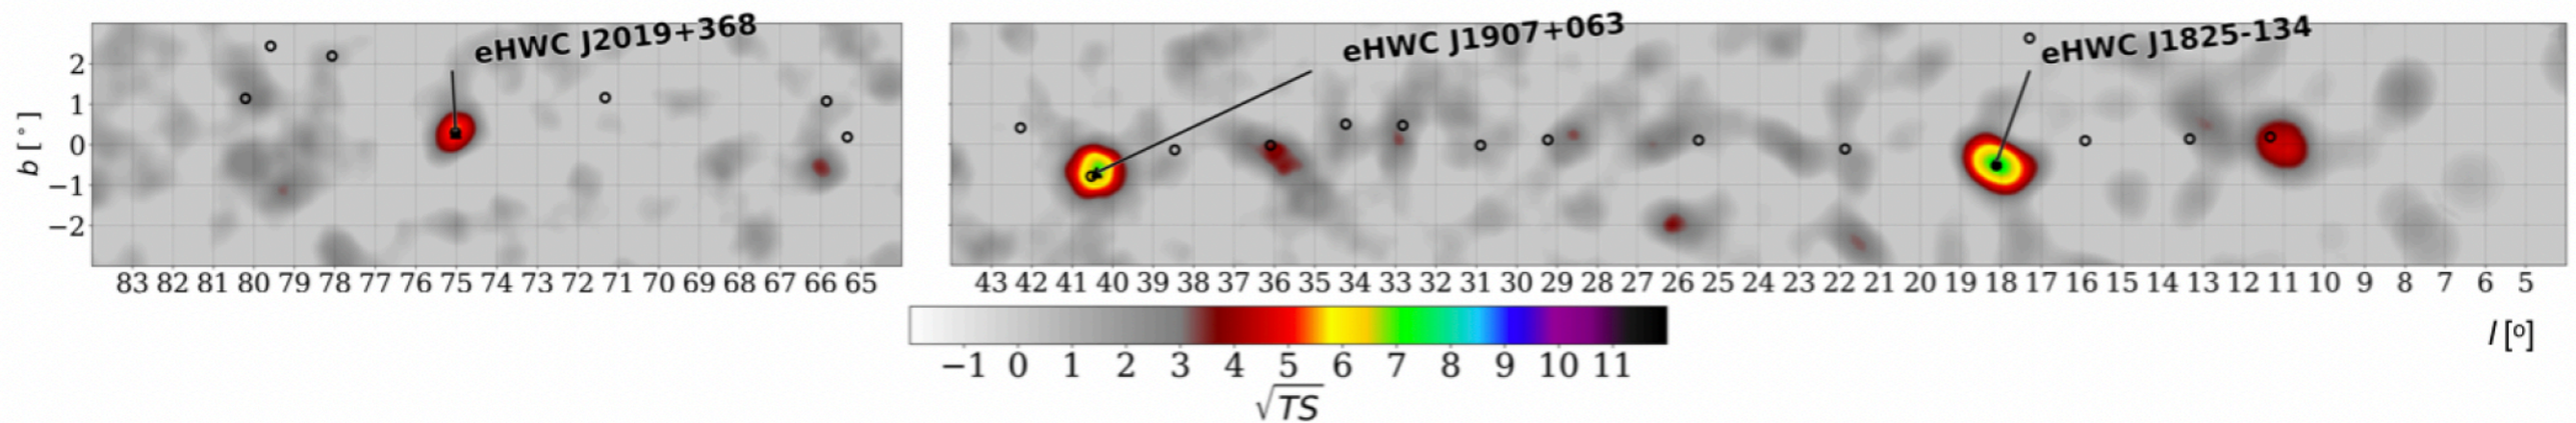 eHWC J2019+368
eHWC J1907+063
eHWC J1825-134
b [°]
2
1
0
−1
−2
83 82 81 80 79 78 77 76 75 74 73 72 71 70 69 68 67 66 65
43 42 41 40 39 38 37 36 35 34 33 32 31 30 29 28 27 26 25 24 23 22 21 20 19 18 17 16 15 14 13 12 11 10 9 8 7 6 5
l [º]
−1 0 1 2 3 4 5 6 7 8 9 10 11
√TS